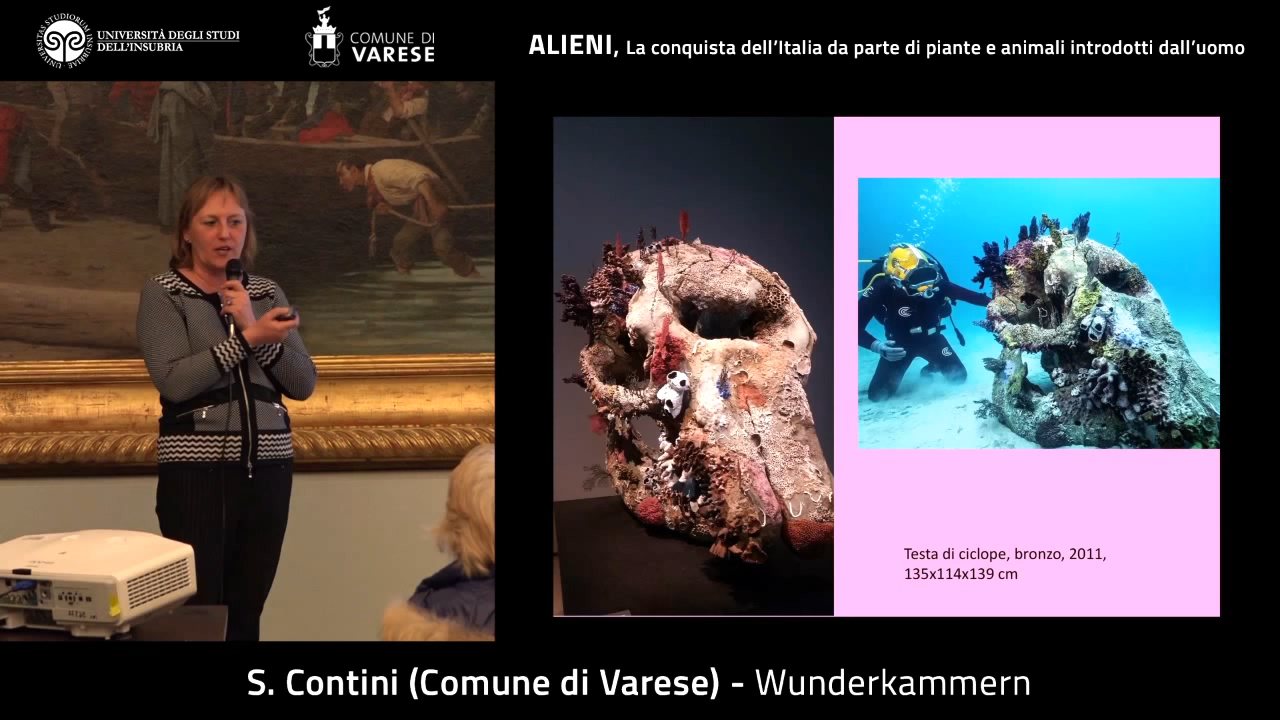 UNIVERSITÀ DEGLI STUDI
DELL'INSUBRIA
COMUNE DI
VARESE
ALIENI, La conquista dell'Italia da parte di piante e animali introdotti dall'uomo
Testa di ciclope, bronzo, 2011,
135x114x139 cm
S. Contini (Comune di Varese) - Wunderkammern